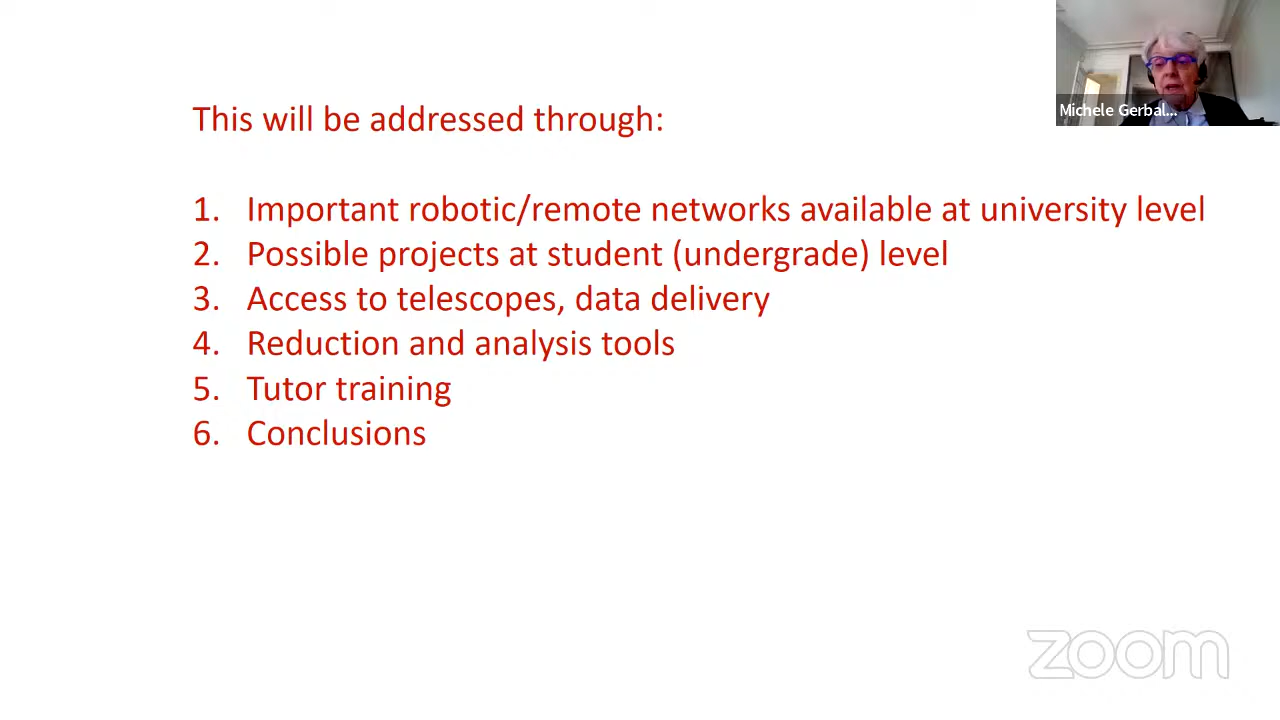 Michele Gerbal...
This will be addressed through:
1. Important robotic/remote networks available at university level
2. Possible projects at student (undergrade) level
3. Access to telescopes, data delivery
4. Reduction and analysis tools
5. Tutor training
6. Conclusions
zoom